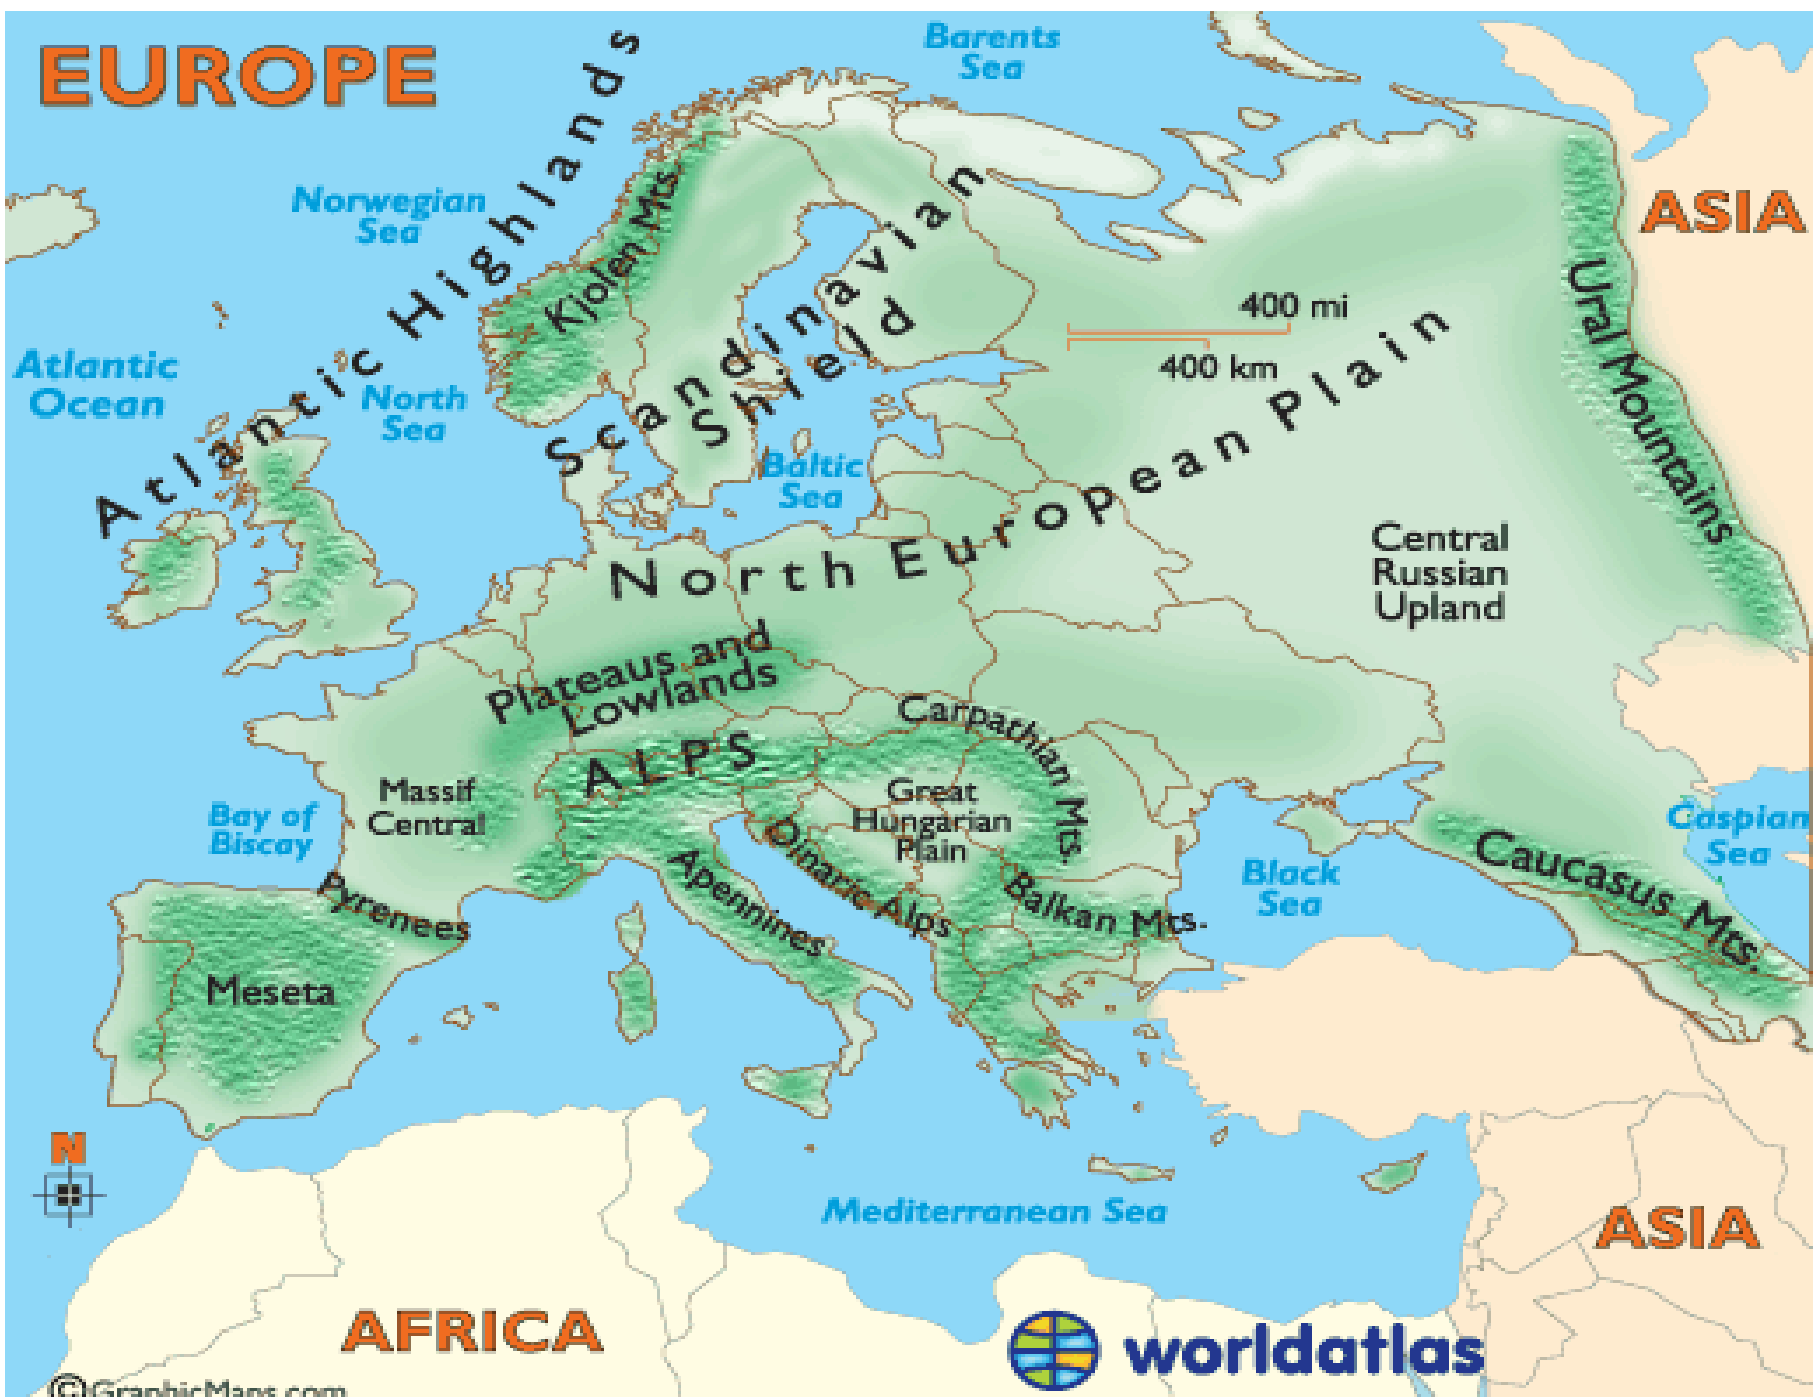 EUROPE
Barents
Sea
Norwegian
Sea
ASIA
Atlantic Highlands
Kjolen Mts.
Scandinavian
Shield
400 mi
400 km
Atlantic
Ocean
North
Sea
Baltic
Sea
Ural Mountains
North European Plain
Central
Russian
Upland
Plateaus and
Lowlands
Carpathian Mts.
ALPS
Massif
Central
Great
Hungarian
Plain
Bay of
Biscay
Dinaric Alps
Apennines
Pyrenees
Balkan Mts.
Black
Sea
Caucasus Mts.
Caspian
Sea
Meseta
N
Mediterranean Sea
ASIA
AFRICA
worldatlas
©GraphicMaps.com